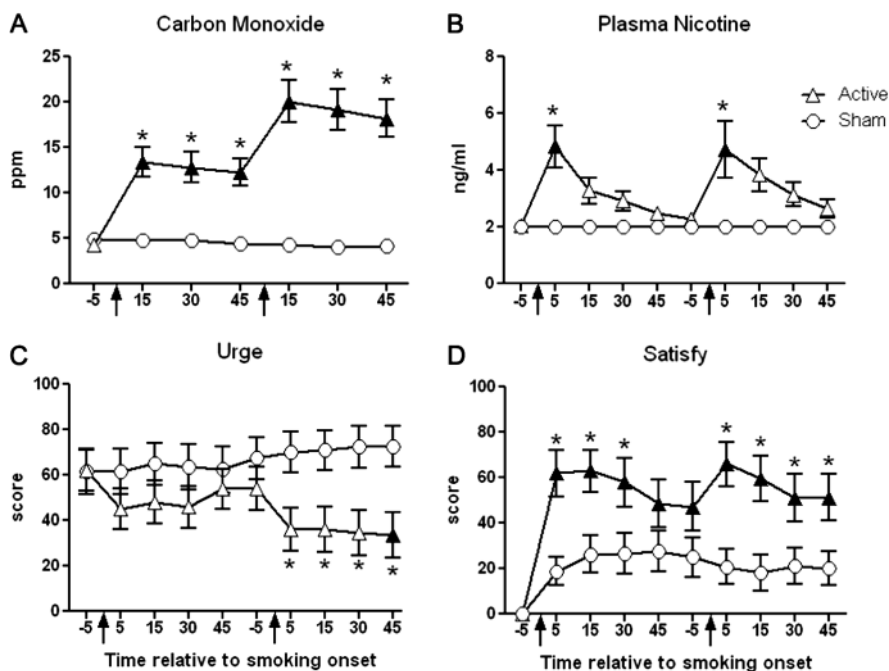 A
Carbon Monoxide
25
20
15
10
5
0
ppm
* * * * * *
-5 15 30 45 15 30 45
B
Plasma Nicotine
8
6
4
2
0
ng/ml
* *
-5 5 15 30 45 -5 5 15 30 45
Active
Sham
C
Urge
100
80
60
40
20
0
score
* * * *
-5 5 15 30 45 -5 5 15 30 45
Time relative to smoking onset
D
Satisfy
100
80
60
40
20
0
score
* * * * * * *
-5 5 15 30 45 -5 5 15 30 45
Time relative to smoking onset